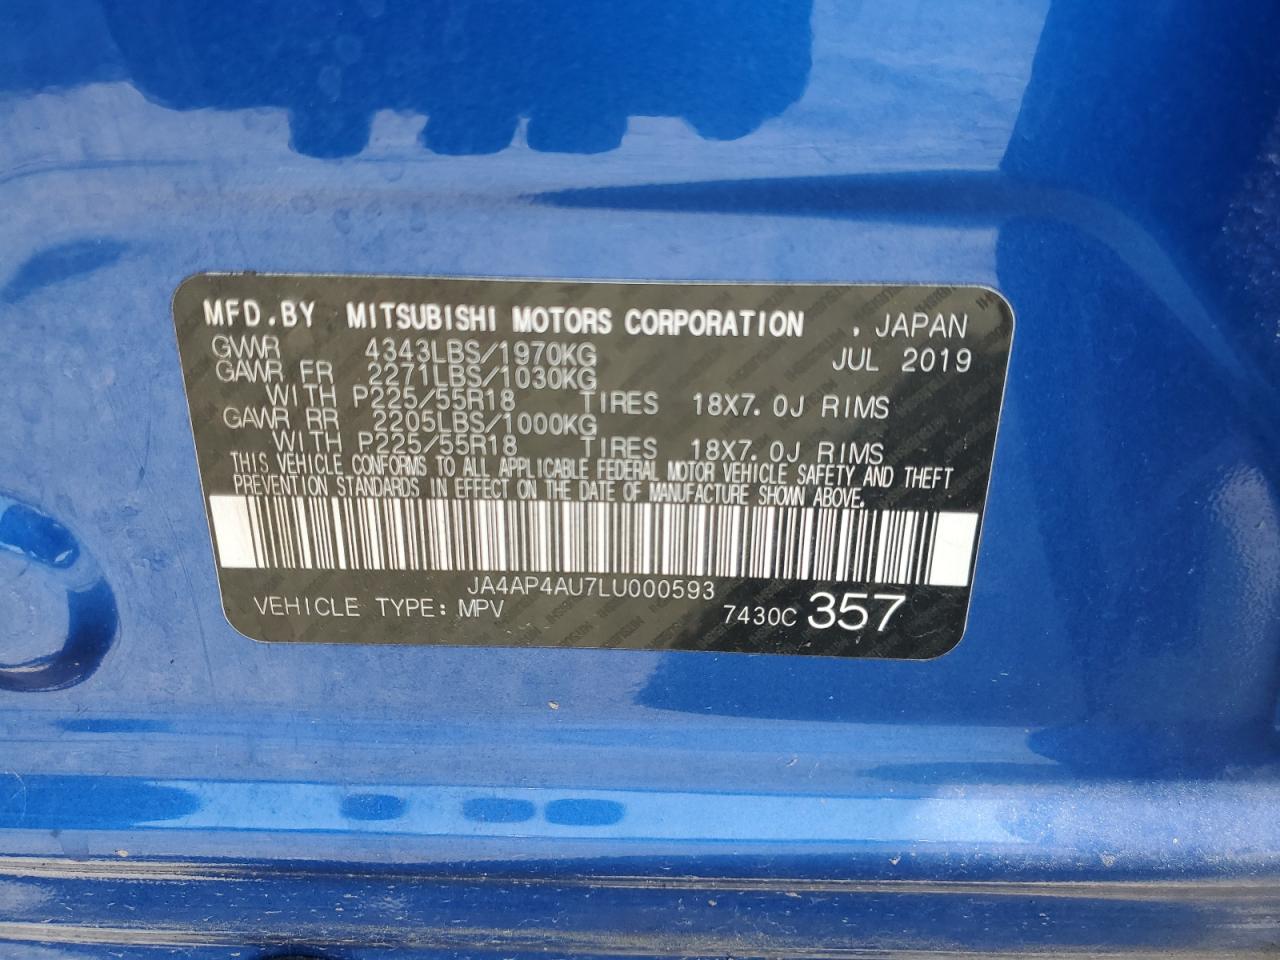 MFD.BY MITSUBISHI MOTORS CORPORATION , JAPAN
GVWR 4343LBS/1970KG JUL 2019
GAWR FR 2271LBS/1030KG
WITH P225/55R18 TIRES 18X7.0J RIMS
GAWR RR 2205LBS/1000KG
WITH P225/55R18 TIRES 18X7.0J RIMS
THIS VEHICLE CONFORMS TO ALL APPLICABLE FEDERAL MOTOR VEHICLE SAFETY AND THEFT
PREVENTION STANDARDS IN EFFECT ON THE DATE OF MANUFACTURE SHOWN ABOVE.
JA4AP4AU7LU000593
VEHICLE TYPE: MPV 7430C 357